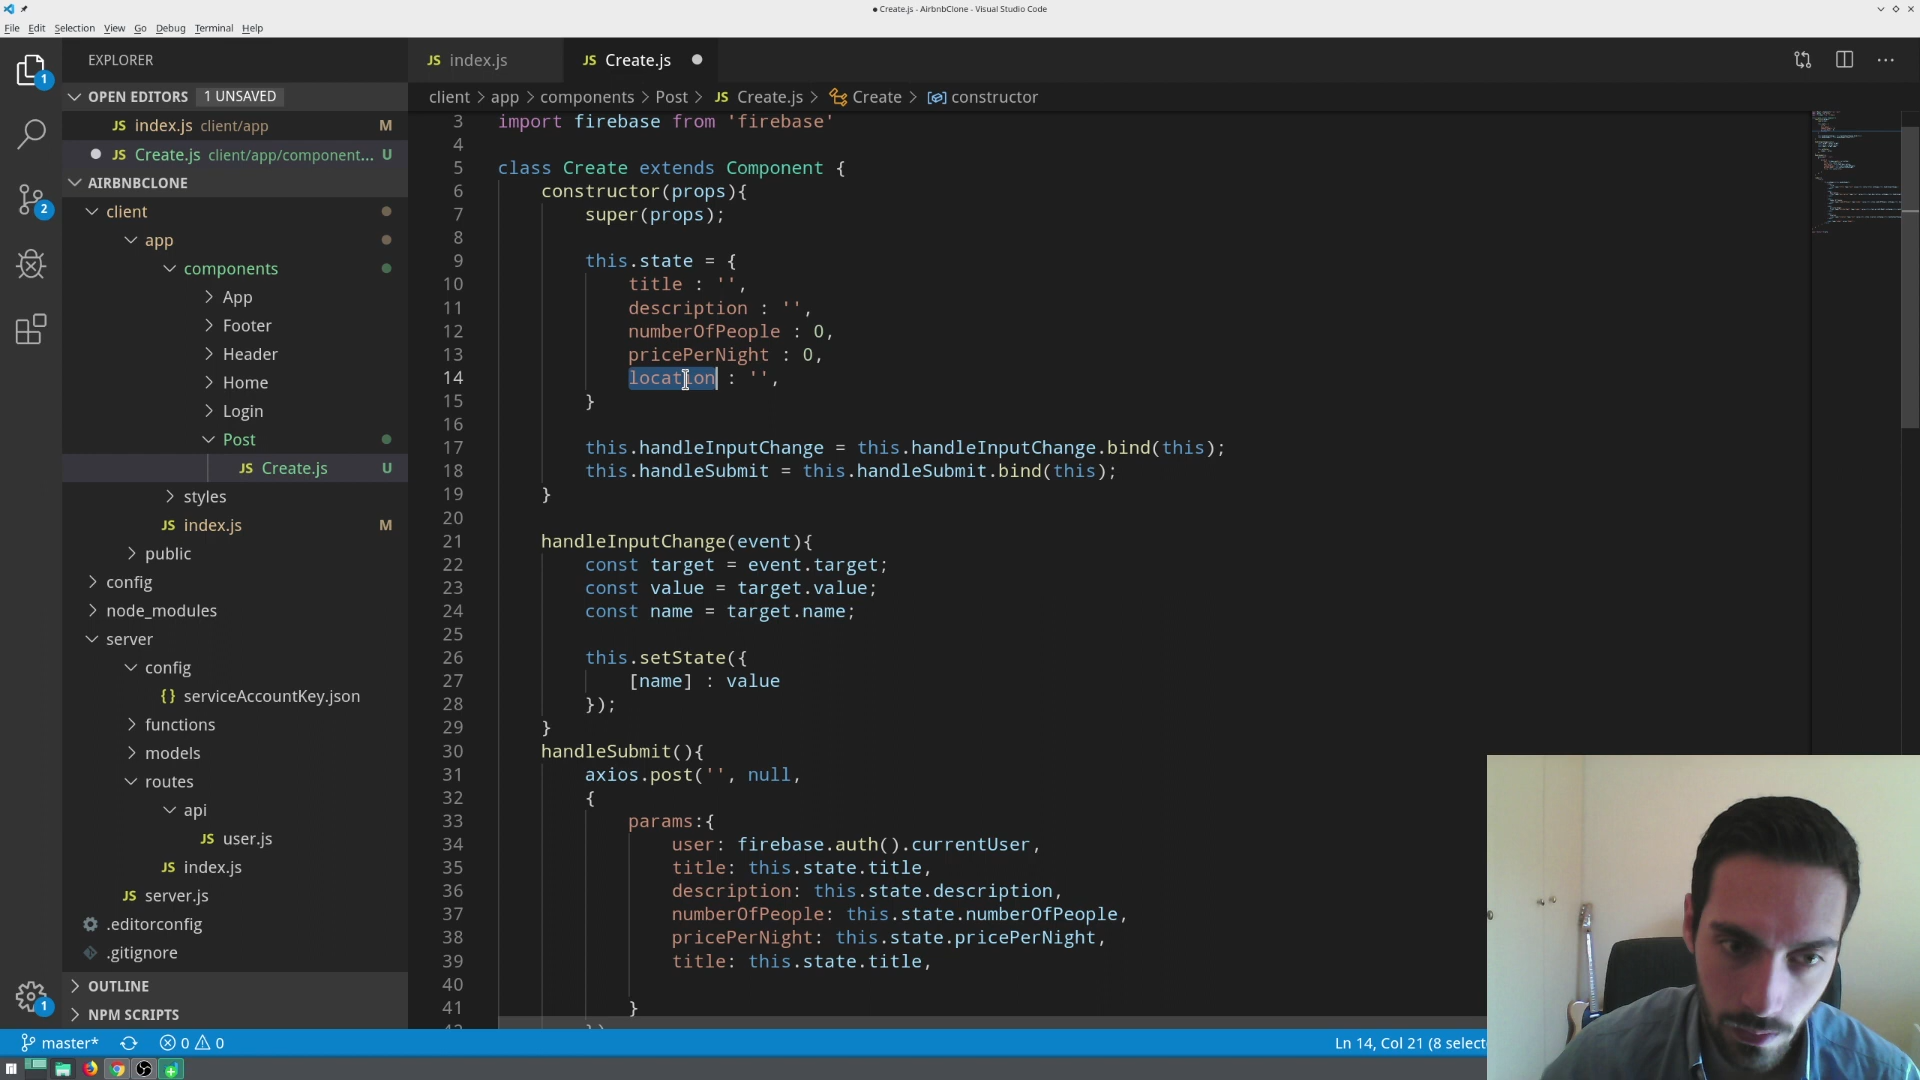 Create.js - AirbnbClone - Visual Studio Code
File Edit Selection View Go Debug Terminal Help
EXPLORER
OPEN EDITORS 1 UNSAVED
JS index.js client/app M
JS Create.js client/app/component... U
AIRBNBCLONE
client
app
components
App
Footer
Header
Home
Login
Post
JS Create.js U
styles
JS index.js M
public
config
node_modules
server
config
{} serviceAccountKey.json
functions
models
routes
api
JS user.js
JS index.js
JS server.js
.editorconfig
.gitignore
OUTLINE
NPM SCRIPTS
1
2
1
JS index.js JS Create.js
client > app > components > Post > JS Create.js > Create > constructor
3 import firebase from 'firebase'
4
5 class Create extends Component {
6 constructor(props){
7 super(props);
8
9 this.state = {
10 title : '',
11 description : '',
12 numberOfPeople : 0,
13 pricePerNight : 0,
14 location : '',
15 }
16
17 this.handleInputChange = this.handleInputChange.bind(this);
18 this.handleSubmit = this.handleSubmit.bind(this);
19 }
20
21 handleInputChange(event){
22 const target = event.target;
23 const value = target.value;
24 const name = target.name;
25
26 this.setState({
27 [name] : value
28 });
29 }
30 handleSubmit(){
31 axios.post('', null,
32 {
33 params:{
34 user: firebase.auth().currentUser,
35 title: this.state.title,
36 description: this.state.description,
37 numberOfPeople: this.state.numberOfPeople,
38 pricePerNight: this.state.pricePerNight,
39 title: this.state.title,
40
41 }
master* 0 0 Ln 14, Col 21 (8 select